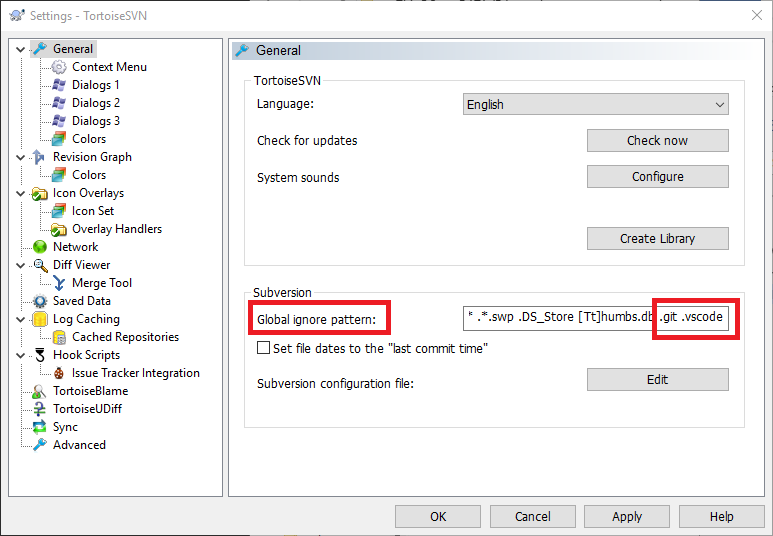 Settings - TortoiseSVN
General
Context Menu
Dialogs 1
Dialogs 2
Dialogs 3
Colors
Revision Graph
Colors
Icon Overlays
Icon Set
Overlay Handlers
Network
Diff Viewer
Merge Tool
Saved Data
Log Caching
Cached Repositories
Hook Scripts
Issue Tracker Integration
TortoiseBlame
TortoiseUDiff
Sync
Advanced
General
TortoiseSVN
Language: English
Check for updates Check now
System sounds Configure
Create Library
Subversion
Global ignore pattern: * .*.swp .DS_Store [Tt]humbs.db .git .vscode
Set file dates to the "last commit time"
Subversion configuration file: Edit
OK Cancel Apply Help